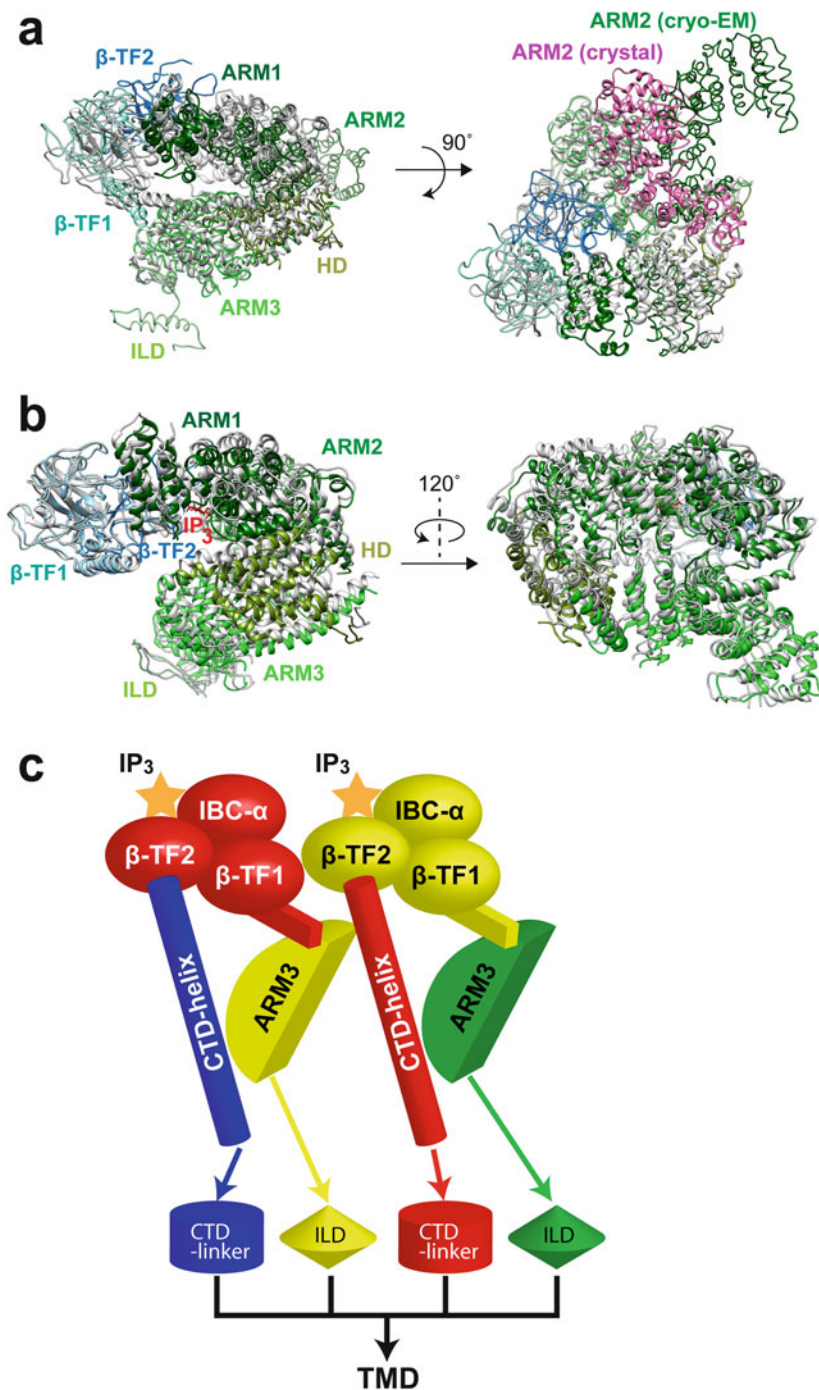 a
β-TF2
ARM1
ARM2
β-TF1
HD
ARM3
ILD
90°
ARM2 (cryo-EM)
ARM2 (crystal)
b
ARM1
ARM2
IP3
β-TF2
HD
β-TF1
ILD
ARM3
120°
c
IP3
IBC-α
β-TF2
β-TF1
IP3
IBC-α
β-TF2
β-TF1
CTD-helix
ARM3
CTD-helix
ARM3
CTD
-linker
ILD
CTD
-linker
ILD
TMD